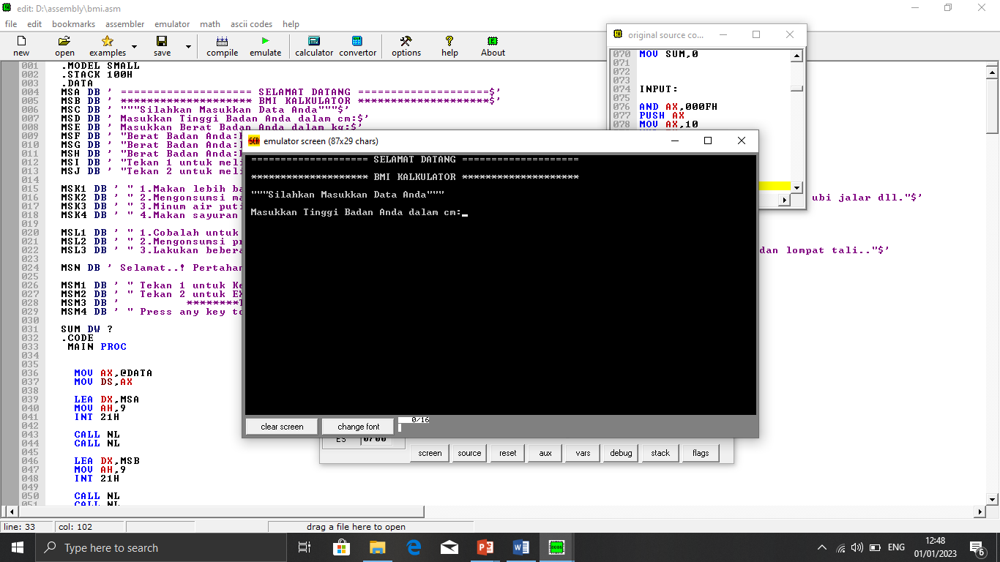 edit: D:\assembly\bmi.asm
file edit bookmarks assembler emulator math ascii codes help
new open examples save compile emulate calculator convertor options help About
001 .MODEL SMALL
002 .STACK 100H
003 .DATA
004 MSA DB ' ==================== SELAMAT DATANG ====================$'
005 MSB DB ' ******************** BMI KALKULATOR ********************$'
006 MSC DB ' """Silahkan Masukkan Data Anda"""$'
007 MSD DB ' Masukkan Tinggi Badan Anda dalam cm:$'
008 MSE DB ' Masukkan Berat Badan Anda dalam kg:$'
009 MSF DB ' "Berat Badan Anda:
010 MSG DB ' "Berat Badan Anda:
011 MSH DB ' "Berat Badan Anda:
012 MSI DB ' "Tekan 1 untuk meli
013 MSJ DB ' "Tekan 2 untuk meli
014
015 MSK1 DB ' " 1.Makan lebih ba
016 MSK2 DB ' " 2.Mengonsumsi ma ubi jalar dll."$'
017 MSK3 DB ' " 3.Minum air puti
018 MSK4 DB ' " 4.Makan sayuran
019
020 MSL1 DB ' " 1.Cobalah untuk
021 MSL2 DB ' " 2.Mengonsumsi pr
022 MSL3 DB ' " 3.Lakukan bebera dan lompat tali.."$'
023
024 MSN DB ' Selamat..! Pertahan
025
026 MSM1 DB ' " Tekan 1 untuk Ke
027 MSM2 DB ' " Tekan 2 untuk EX
028 MSM3 DB ' ********T
029 MSM4 DB ' " Press any key to
030
031 SUM DW ?
032 .CODE
033 MAIN PROC
034
035
036 MOV AX,@DATA
037 MOV DS,AX
038
039 LEA DX,MSA
040 MOV AH,9
041 INT 21H
042
043 CALL NL
044 CALL NL
045
046 LEA DX,MSB
047 MOV AH,9
048 INT 21H
049
050 CALL NL
051 CALL NL
original source co...
070 MOV SUM,0
071
072
073
074 INPUT:
075
076 AND AX,000FH
077 PUSH AX
078 MOV AX,10
emulator screen (87x29 chars)
==================== SELAMAT DATANG ====================
******************** BMI KALKULATOR ********************
"""Silahkan Masukkan Data Anda"""
Masukkan Tinggi Badan Anda dalam cm:
clear screen change font 0/16
ES 0700
screen source reset aux vars debug stack flags
line: 33 col: 102 drag a file here to open
Type here to search
ENG 12:48
01/01/2023
6